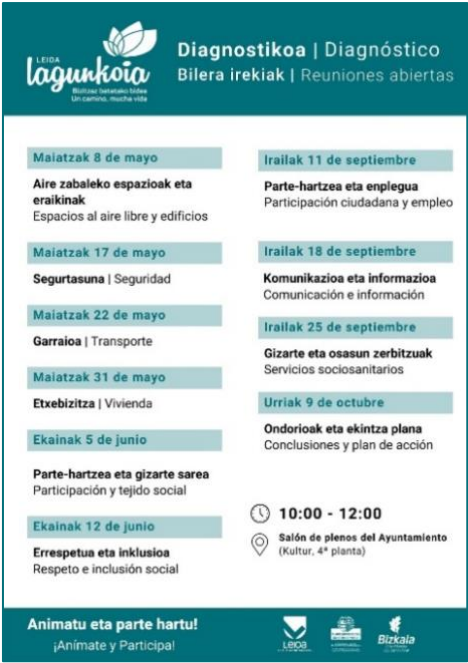 LEIOA
lagunkoia
Bizitzaz betetako bidea
Un camino, mucha vida
Diagnostikoa | Diagnóstico
Bilera irekiak | Reuniones abiertas
Maiatzak 8 de mayo
Aire zabaleko espazioak eta
eraikinak
Espacios al aire libre y edificios
Maiatzak 17 de mayo
Segurtasuna | Seguridad
Maiatzak 22 de mayo
Garraioa | Transporte
Maiatzak 31 de mayo
Etxebizitza | Vivienda
Ekainak 5 de junio
Parte-hartzea eta gizarte sarea
Participación y tejido social
Ekainak 12 de junio
Errespetua eta inklusioa
Respeto e inclusión social
Irailak 11 de septiembre
Parte-hartzea eta enplegua
Participación ciudadana y empleo
Irailak 18 de septiembre
Komunikazioa eta informazioa
Comunicación e información
Irailak 25 de septiembre
Gizarte eta osasun zerbitzuak
Servicios sociosanitarios
Urriak 9 de octubre
Ondorioak eta ekintza plana
Conclusiones y plan de acción
10:00 - 12:00
Salón de plenos del Ayuntamiento
(Kultur, 4ª planta)
Animatu eta parte hartu!
¡Anímate y Participa!
Leioa
Bizkaia